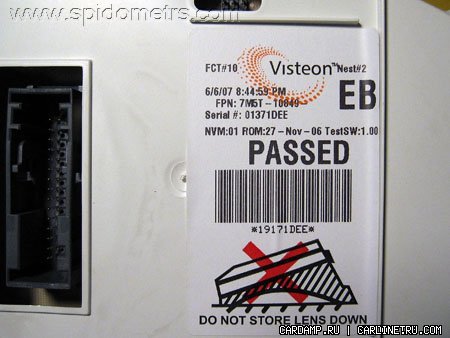 www.spidometrs.com
FCT#10 Visteon™ Nest#2
6/6/07 8:44:59 PM
FPN: 7M5T-10849-
EB
Serial #: 01371DEE
NVM:01 ROM:27-Nov-06 TestSW:1.00
PASSED
*19171DEE*
DO NOT STORE LENS DOWN
CARDAMP.RU | CARDINETRU.COM